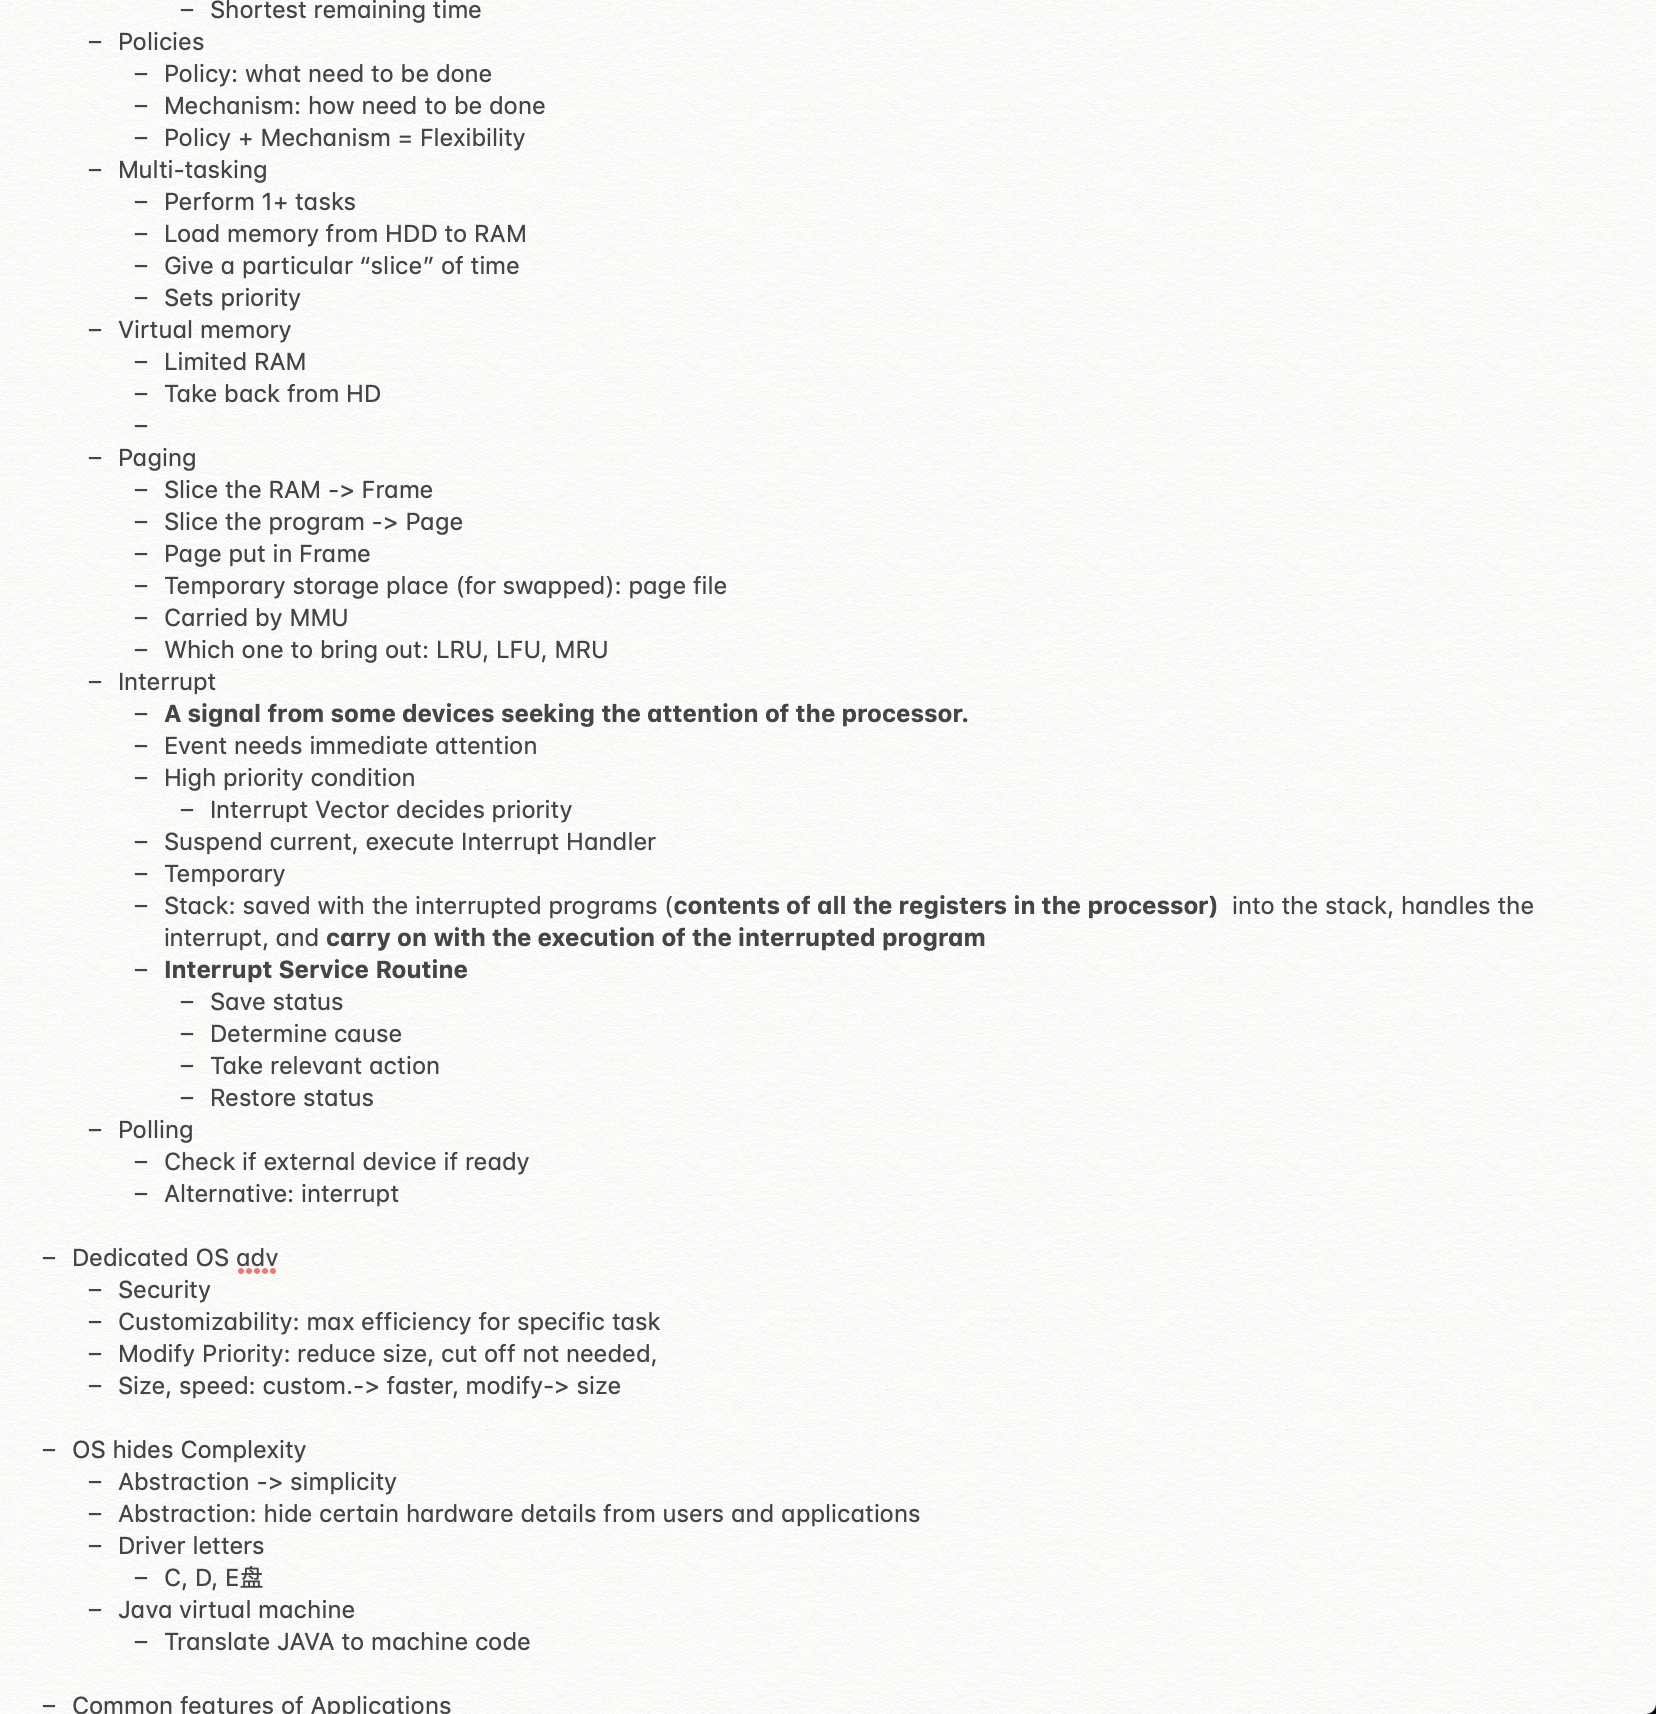 – Shortest remaining time
– Policies
– Policy: what need to be done
– Mechanism: how need to be done
– Policy + Mechanism = Flexibility
– Multi-tasking
– Perform 1+ tasks
– Load memory from HDD to RAM
– Give a particular “slice” of time
– Sets priority
– Virtual memory
– Limited RAM
– Take back from HD
–
– Paging
– Slice the RAM -> Frame
– Slice the program -> Page
– Page put in Frame
– Temporary storage place (for swapped): page file
– Carried by MMU
– Which one to bring out: LRU, LFU, MRU
– Interrupt
– A signal from some devices seeking the attention of the processor.
– Event needs immediate attention
– High priority condition
– Interrupt Vector decides priority
– Suspend current, execute Interrupt Handler
– Temporary
– Stack: saved with the interrupted programs (contents of all the registers in the processor)  into the stack, handles the
interrupt, and carry on with the execution of the interrupted program
– Interrupt Service Routine
– Save status
– Determine cause
– Take relevant action
– Restore status
– Polling
– Check if external device if ready
– Alternative: interrupt
– Dedicated OS adv
– Security
– Customizability: max efficiency for specific task
– Modify Priority: reduce size, cut off not needed,
– Size, speed: custom.-> faster, modify-> size
– OS hides Complexity
– Abstraction -> simplicity
– Abstraction: hide certain hardware details from users and applications
– Driver letters
– C, D, E盘
– Java virtual machine
– Translate JAVA to machine code
– Common features of Applications